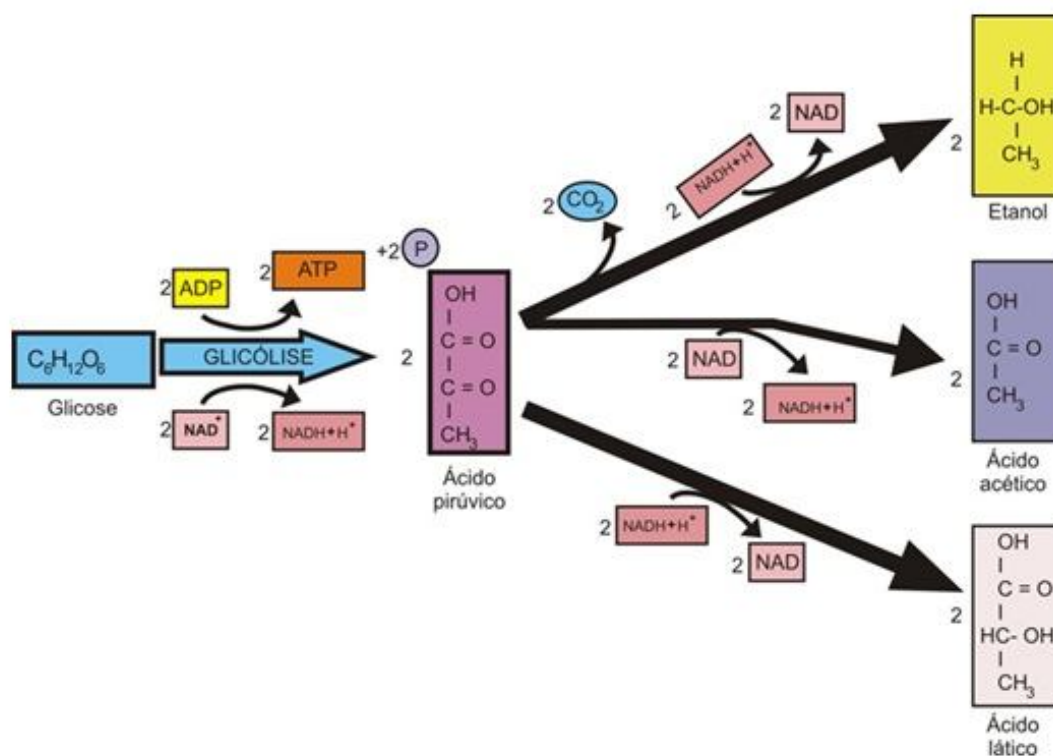 C₆H₁₂O₆
Glicose
2 ADP
2 ATP
GLICÓLISE
2 NAD⁺
2 NADH+H⁺
+2 P
2
OH
C = O
C = O
CH₃
Ácido
pirúvico
2 CO₂
2 NADH+H⁺
2 NAD
2
H
H-C-OH
CH₃
Etanol
2 NAD
2 NADH+H⁺
2
OH
C = O
CH₃
Ácido
acético
2 NADH+H⁺
2 NAD
2
OH
C = O
HC- OH
CH₃
Ácido
lático